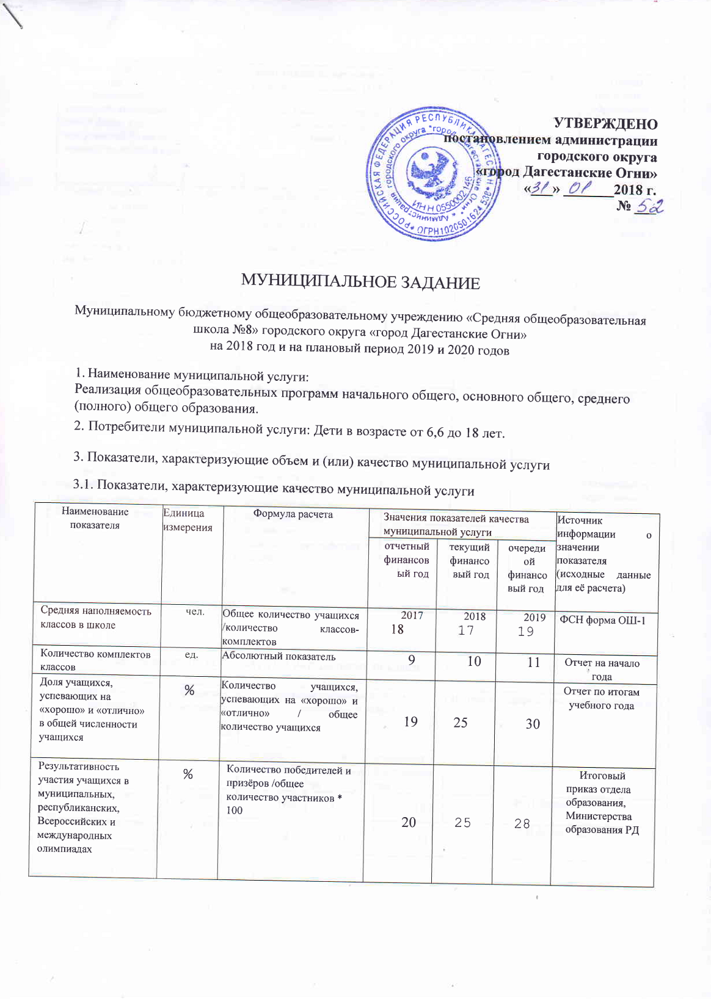 РОССИЙСКАЯ ФЕДЕРАЦИЯ РЕСПУБЛИКА ДАГЕСТАН
ОГРН1020501624538
Администрация городского округа "город Дагестанские Огни"
ИНН 0550002146
УТВЕРЖДЕНО
постановлением администрации
городского округа
«город Дагестанские Огни»
«31» 01 2018 г.
№ 52
МУНИЦИПАЛЬНОЕ ЗАДАНИЕ
Муниципальному бюджетному общеобразовательному учреждению «Средняя общеобразовательная
школа №8» городского округа «город Дагестанские Огни»
на 2018 год и на плановый период 2019 и 2020 годов
1. Наименование муниципальной услуги:
Реализация общеобразовательных программ начального общего, основного общего, среднего
(полного) общего образования.
2. Потребители муниципальной услуги: Дети в возрасте от 6,6 до 18 лет.
3. Показатели, характеризующие объем и (или) качество муниципальной услуги
3.1. Показатели, характеризующие качество муниципальной услуги
Наименование
показателя
Единица
измерения
Формула расчета
Значения показателей качества
муниципальной услуги
отчетный
финансов
ый год
текущий
финансо
вый год
очереди
ой
финансо
вый год
Источник
информации о
значении
показателя
(исходные данные
для её расчета)
Средняя наполняемость
классов в школе
чел.
Общее количество учащихся
/количество классов-
комплектов
2017
18
2018
17
2019
19
ФСН форма ОШ-1
Количество комплектов
классов
ед.
Абсолютный показатель
9
10
11
Отчет на начало
года
Доля учащихся,
успевающих на
«хорошо» и «отлично»
в общей численности
учащихся
%
Количество учащихся,
успевающих на «хорошо» и
«отлично» / общее
количество учащихся
19
25
30
Отчет по итогам
учебного года
Результативность
участия учащихся в
муниципальных,
республиканских,
Всероссийских и
международных
олимпиадах
%
Количество победителей и
призёров /общее
количество участников *
100
20
25
28
Итоговый
приказ отдела
образования,
Министерства
образования РД